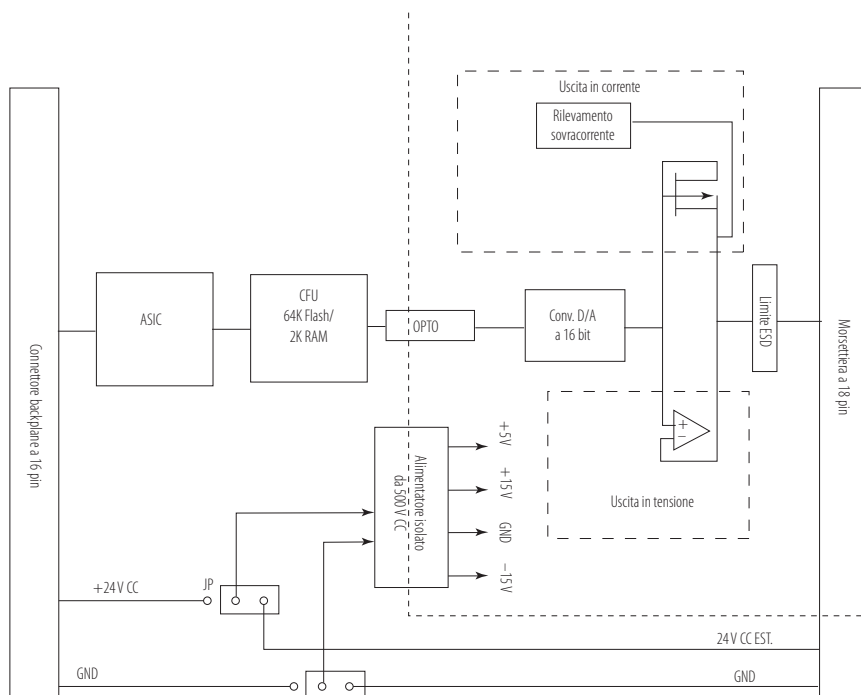 Uscita in corrente
Rilevamento
sovracorrente
Connettore backplane a 16 pin
ASIC
CFU
64K Flash/
2K RAM
OPTO
Conv. D/A
a 16 bit
Limite ESD
Morsettiera a 18 pin
+
−
Uscita in tensione
Alimentatore isolato
da 500 V CC
+5V
+15V
GND
−15V
+24 V CC
JP
24 V CC EST.
GND
GND